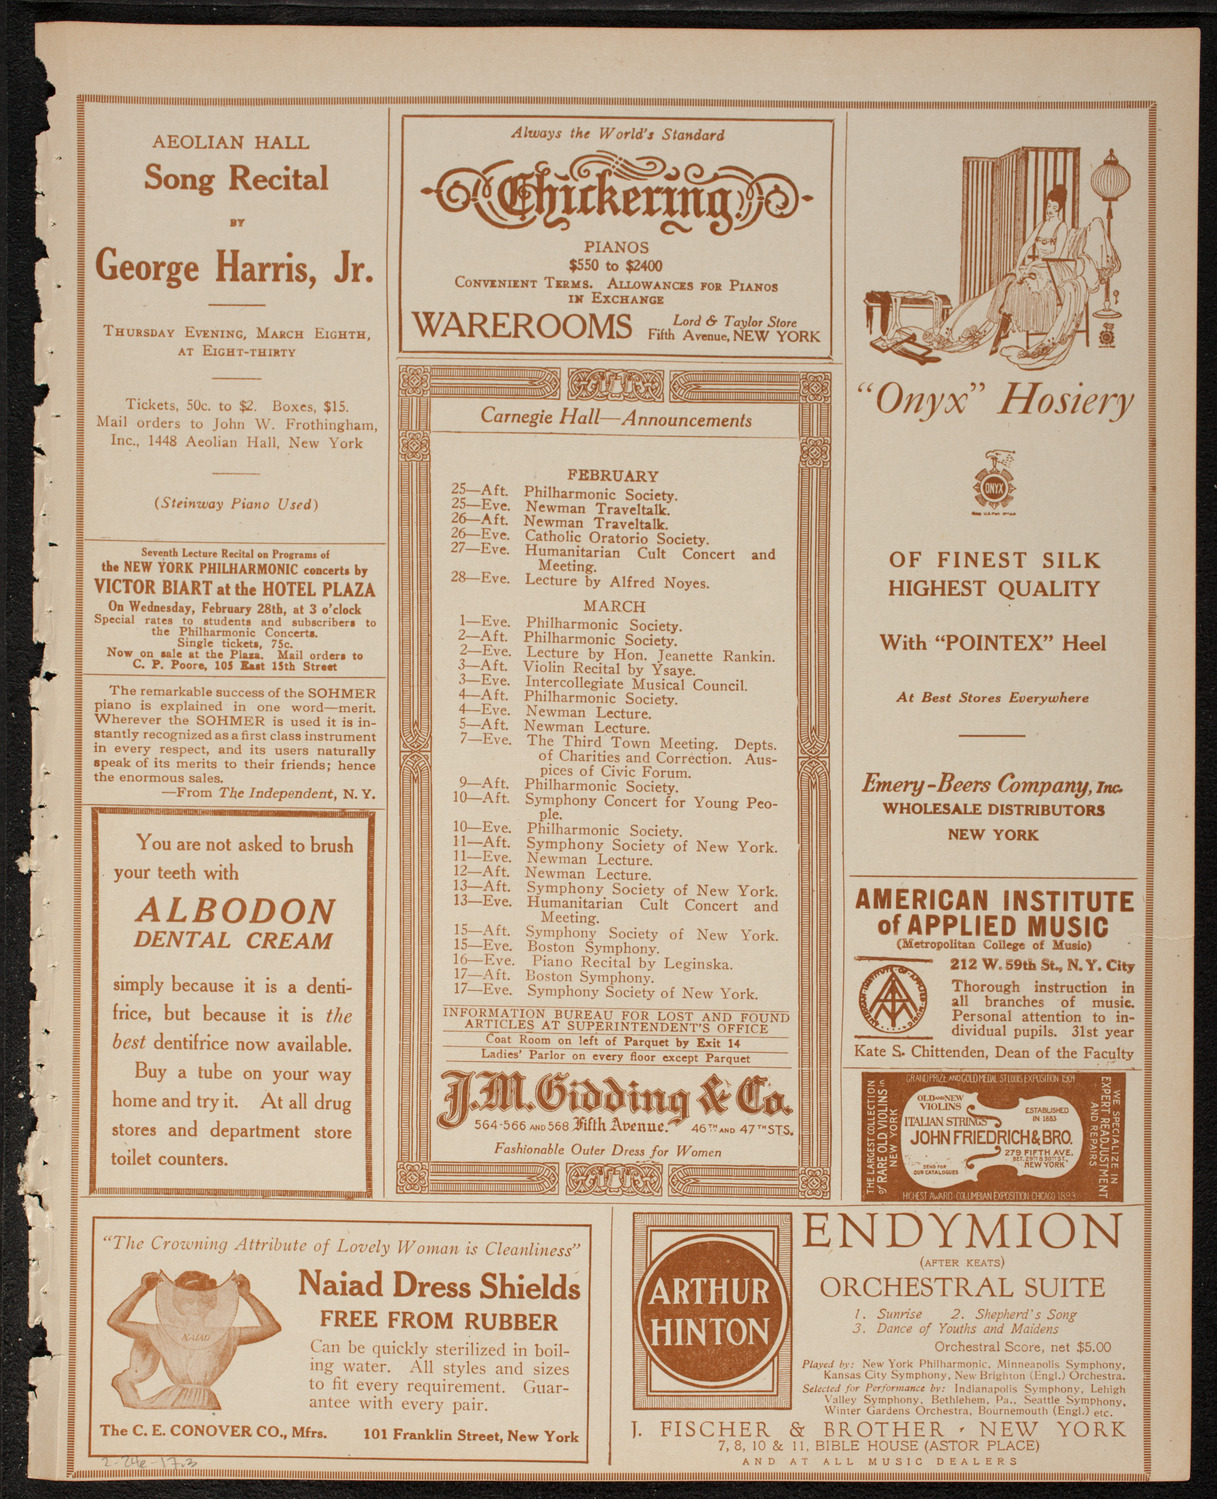 AEOLIAN HALL
Song Recital
BY
George Harris, Jr.
THURSDAY EVENING, MARCH EIGHTH,
AT EIGHT-THIRTY
Tickets, 50c. to $2. Boxes, $15.
Mail orders to John W. Frothingham,
Inc., 1448 Aeolian Hall, New York
(Steinway Piano Used)
Seventh Lecture Recital on Programs of
the NEW YORK PHILHARMONIC concerts by
VICTOR BIART at the HOTEL PLAZA
On Wednesday, February 28th, at 3 o'clock
Special rates to students and subscribers to
the Philharmonic Concerts.
Single tickets, 75c.
Now on sale at the Plaza. Mail orders to
C. P. Poore, 105 East 15th Street
The remarkable success of the SOHMER
piano is explained in one word—merit.
Wherever the SOHMER is used it is in-
stantly recognized as a first class instrument
in every respect, and its users naturally
speak of its merits to their friends; hence
the enormous sales.
—From The Independent, N. Y.
You are not asked to brush
your teeth with
ALBODON
DENTAL CREAM
simply because it is a denti-
frice, but because it is the
best dentifrice now available.
Buy a tube on your way
home and try it. At all drug
stores and department store
toilet counters.
Always the World's Standard
Chickering
PIANOS
$550 to $2400
CONVENIENT TERMS. ALLOWANCES FOR PIANOS
IN EXCHANGE
WAREROOMS Lord & Taylor Store
Fifth Avenue, NEW YORK
Carnegie Hall—Announcements
FEBRUARY
25—Aft. Philharmonic Society.
25—Eve. Newman Traveltalk.
26—Aft. Newman Traveltalk.
26—Eve. Catholic Oratorio Society.
27—Eve. Humanitarian Cult Concert and
Meeting.
28—Eve. Lecture by Alfred Noyes.
MARCH
1—Eve. Philharmonic Society.
2—Aft. Philharmonic Society.
2—Eve. Lecture by Hon. Jeanette Rankin.
3—Aft. Violin Recital by Ysaye.
3—Eve. Intercollegiate Musical Council.
4—Aft. Philharmonic Society.
4—Eve. Newman Lecture.
5—Aft. Newman Lecture.
7—Eve. The Third Town Meeting. Depts.
of Charities and Correction. Aus-
pices of Civic Forum.
9—Aft. Philharmonic Society.
10—Aft. Symphony Concert for Young Peo-
ple.
10—Eve. Philharmonic Society.
11—Aft. Symphony Society of New York.
11—Eve. Newman Lecture.
12—Aft. Newman Lecture.
13—Aft. Symphony Society of New York.
13—Eve. Humanitarian Cult Concert and
Meeting.
15—Aft. Symphony Society of New York.
15—Eve. Boston Symphony.
16—Eve. Piano Recital by Leginska.
17—Aft. Boston Symphony.
17—Eve. Symphony Society of New York.
INFORMATION BUREAU FOR LOST AND FOUND
ARTICLES AT SUPERINTENDENT'S OFFICE
Coat Room on left of Parquet by Exit 14
Ladies' Parlor on every floor except Parquet
J. M. Gidding & Co.
564-566 AND 568 Fifth Avenue. 46TH AND 47TH STS.
Fashionable Outer Dress for Women
"Onyx" Hosiery
ONYX
OF FINEST SILK
HIGHEST QUALITY
With "POINTEX" Heel
At Best Stores Everywhere
Emery-Beers Company, Inc.
WHOLESALE DISTRIBUTORS
NEW YORK
AMERICAN INSTITUTE
of APPLIED MUSIC
(Metropolitan College of Music)
212 W. 59th St., N. Y. City
AMERICAN INSTITUTE OF APPLIED MUSIC
Thorough instruction in
all branches of music.
Personal attention to in-
dividual pupils. 31st year
Kate S. Chittenden, Dean of the Faculty
GRAND PRIZE AND GOLD MEDAL ST LOUIS EXPOSITION 1904
THE LARGEST COLLECTION
of RARE OLD VIOLINS IN
NEW YORK
OLD AND NEW
VIOLINS
ITALIAN STRINGS
ESTABLISHED
IN 1883
JOHN FRIEDRICH & BRO.
279 FIFTH AVE.
BET. 29TH & 30TH ST.
NEW YORK
SEND FOR
OUR CATALOGUES
WE SPECIALIZE IN
EXPERT READJUSTMENT
AND REPAIRS
HIGHEST AWARD-COLUMBIAN EXPOSITION CHICAGO 1893
"The Crowning Attribute of Lovely Woman is Cleanliness"
NAIAD
Naiad Dress Shields
FREE FROM RUBBER
Can be quickly sterilized in boil-
ing water. All styles and sizes
to fit every requirement. Guar-
antee with every pair.
The C. E. CONOVER CO., Mfrs. 101 Franklin Street, New York
ARTHUR
HINTON
ENDYMION
(AFTER KEATS)
ORCHESTRAL SUITE
1. Sunrise 2. Shepherd's Song
3. Dance of Youths and Maidens
Orchestral Score, net $5.00
Played by: New York Philharmonic, Minneapolis Symphony,
Kansas City Symphony, New Brighton (Engl.) Orchestra.
Selected for Performance by: Indianapolis Symphony, Lehigh
Valley Symphony, Bethlehem, Pa., Seattle Symphony,
Winter Gardens Orchestra, Bournemouth (Engl.) etc.
J. FISCHER & BROTHER · NEW YORK
7, 8, 10 & 11, BIBLE HOUSE (ASTOR PLACE)
AND AT ALL MUSIC DEALERS